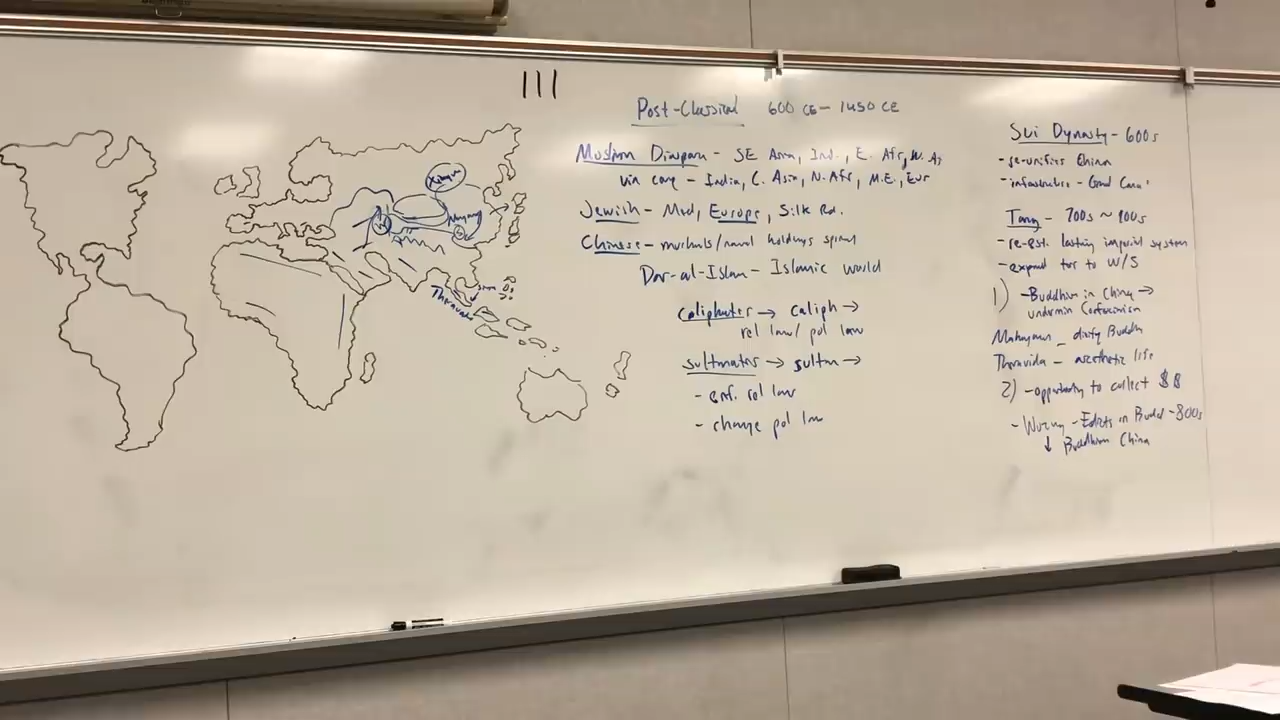 III
Post-Classical 600 CE – 1450 CE
Muslim Diaspora – SE Asia, Ind., E. Afr, W. Af
via conq – India, C. Asia, N. Afr, M.E., Eur
Jewish – Med, Europe, Silk Rd.
Chinese – merchants/naval holdings spread
Dar-al-Islam – Islamic world
caliphates → caliph →
rel law/ pol law
sultanates → sultan →
- enf. rel law
- change pol law
Sui Dynasty – 600s
- re-unifies China
- infrastructure – Grand Canal
Tang – 700s ~ 900s
- re-est. lasting imperial system
- expand terr to W/S
1) - Buddhism in China →
undermin Confucianism
Mahayana – deify Buddha
Theravida – aesthetic life
2) - opportunity to collect $$
- Wuzong - Edicts on Budd - 800s
↓ Buddhism China
Theravada